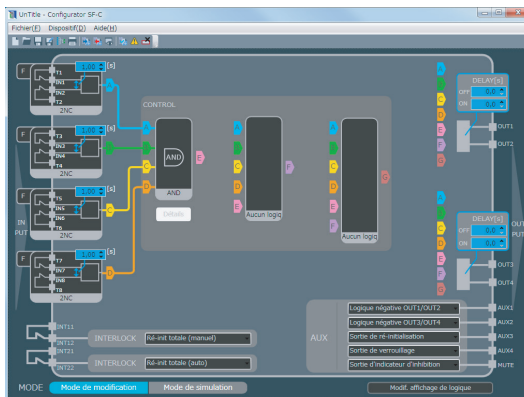 UnTitle - Configurator SF-C
Fichier(F) Dispositif(D) Aide(H)
F T1 IN1 IN2 T2 2NC 1,00 [s] A
F T3 IN3 IN4 T4 2NC 1,00 [s] B
F T5 IN5 IN6 T6 2NC 1,00 [s] C
F T7 IN7 IN8 T8 2NC 1,00 [s] D
IN PUT
CONTROL
A B C D
AND
AND
Détails
E
A B C D E
Aucun logiq
F
A B C D E F
Aucun logiq
G
A B C D E F G
DELAY[s]
OFF 0,0
ON 0,0
OUT1
OUT2
A B C D E F G
DELAY[s]
OFF 0,0
ON 0,0
OUT3
OUT4
OUT PUT
INT11
INT12
INTERLOCK Ré-init totale (manuel)
INT21
INT22
INTERLOCK Ré-init totale (auto)
AUX
Logique négative OUT1/OUT2 AUX1
Logique négative OUT3/OUT4 AUX2
Sortie de ré-initialisation AUX3
Sortie de verrouillage AUX4
Sortie d'indicateur d'inhibition MUTE
MODE Mode de modification Mode de simulation Modif. affichage de logique